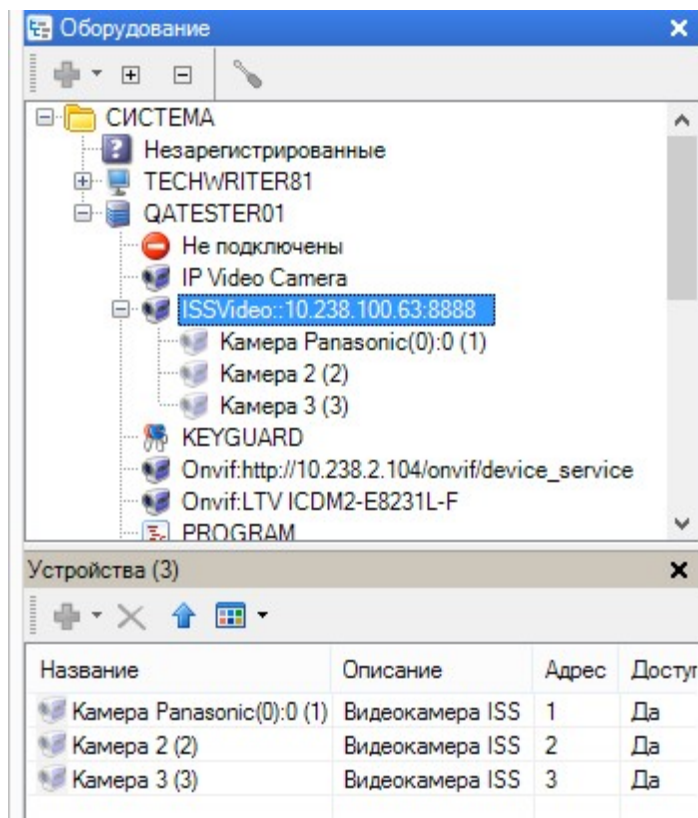 Оборудование
СИСТЕМА
Незарегистрированные
TECHWRITER81
QATESTER01
Не подключены
IP Video Camera
ISSVideo::10.238.100.63:8888
Камера Panasonic(0):0 (1)
Камера 2 (2)
Камера 3 (3)
KEYGUARD
Onvif:http://10.238.2.104/onvif/device_service
Onvif:LTV ICDM2-E8231L-F
PROGRAM
Устройства (3)
Название Описание Адрес Доступ
Камера Panasonic(0):0 (1) Видеокамера ISS 1 Да
Камера 2 (2) Видеокамера ISS 2 Да
Камера 3 (3) Видеокамера ISS 3 Да